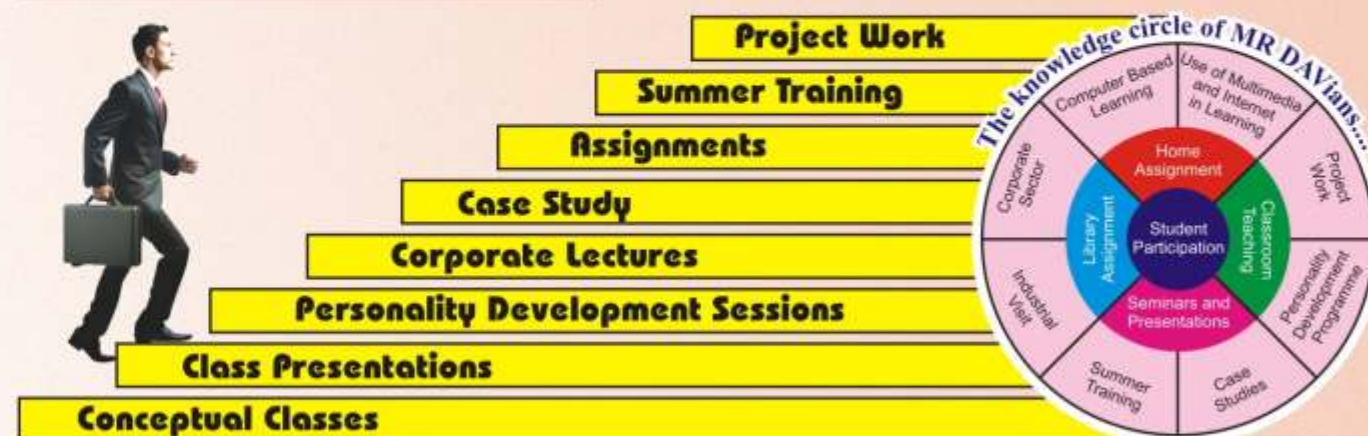 Project Work
Summer Training
Assignments
Case Study
Corporate Lectures
Personality Development Sessions
Class Presentations
Conceptual Classes
The knowledge circle of MR DAVians....
Computer Based
Learning
Use of Multimedia
and Internet
in Learning
Project
Work
Personality
Development
Programme
Case
Studies
Summer
Training
Industrial
Visit
Corporate
Sector
Home
Assignment
Classroom
Teaching
Seminars and
Presentations
Library
Assignment
Student
Participation